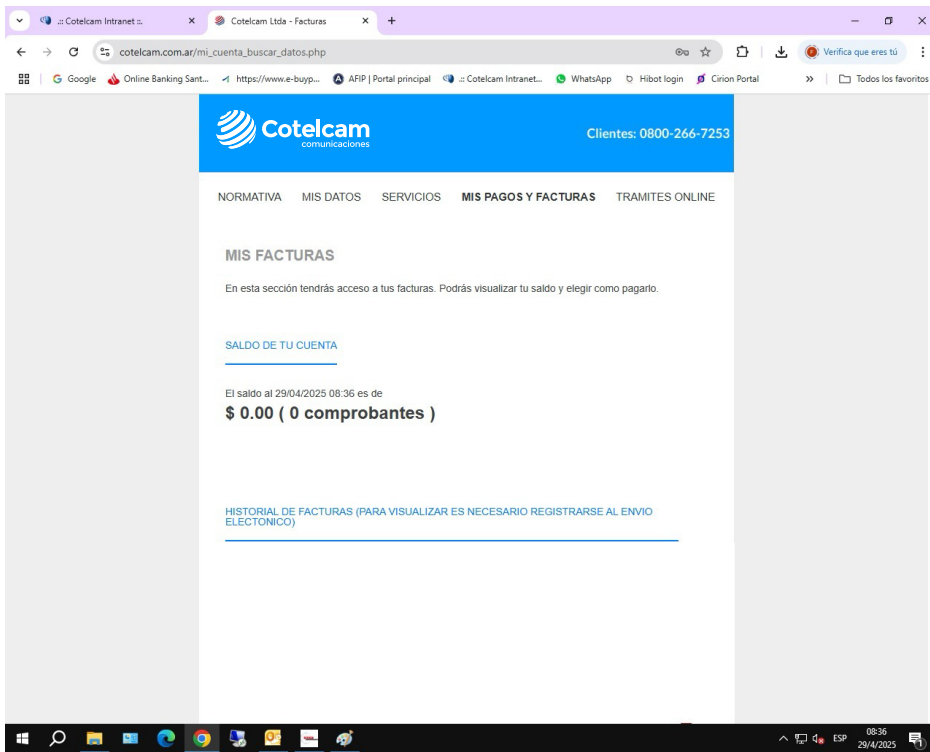 .:: Cotelcam Intranet ::.
Cotelcam Ltda - Facturas
cotelcam.com.ar/mi_cuenta_buscar_datos.php
Verifica que eres tú
Google
Online Banking Sant...
https://www.e-buyp...
AFIP | Portal principal
.:: Cotelcam Intranet...
WhatsApp
Hibot login
Cirion Portal
»
Todos los favoritos
Cotelcam
comunicaciones
Clientes: 0800-266-7253
NORMATIVA
MIS DATOS
SERVICIOS
MIS PAGOS Y FACTURAS
TRAMITES ONLINE
MIS FACTURAS
En esta sección tendrás acceso a tus facturas. Podrás visualizar tu saldo y elegir como pagarlo.
SALDO DE TU CUENTA
El saldo al 29/04/2025 08:36 es de
$ 0.00 ( 0 comprobantes )
HISTORIAL DE FACTURAS (PARA VISUALIZAR ES NECESARIO REGISTRARSE AL ENVIO
ELECTONICO)
ESP
08:36
29/4/2025